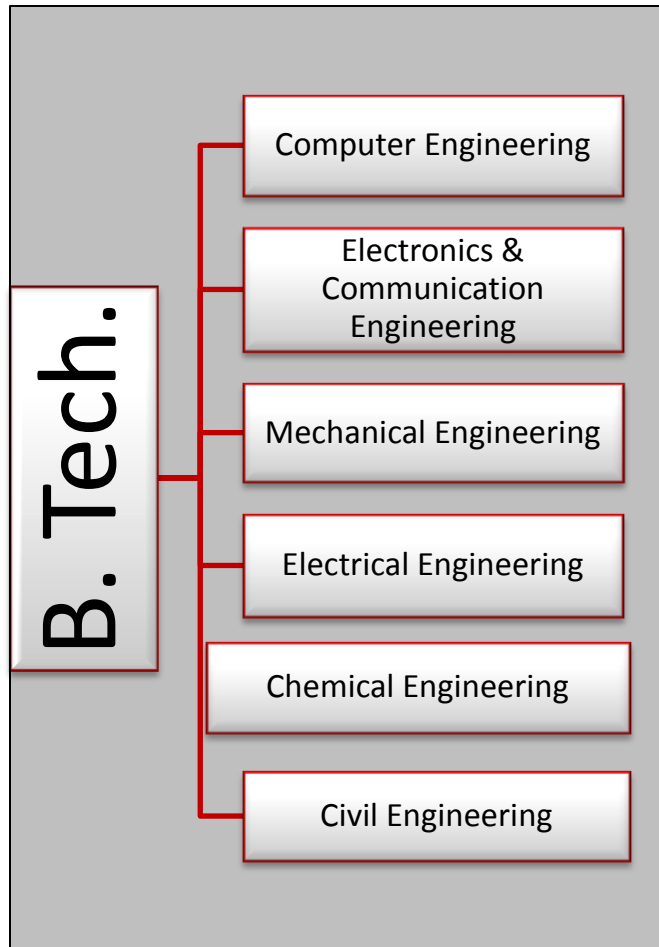 B. Tech.
Computer Engineering
Electronics &
Communication
Engineering
Mechanical Engineering
Electrical Engineering
Chemical Engineering
Civil Engineering